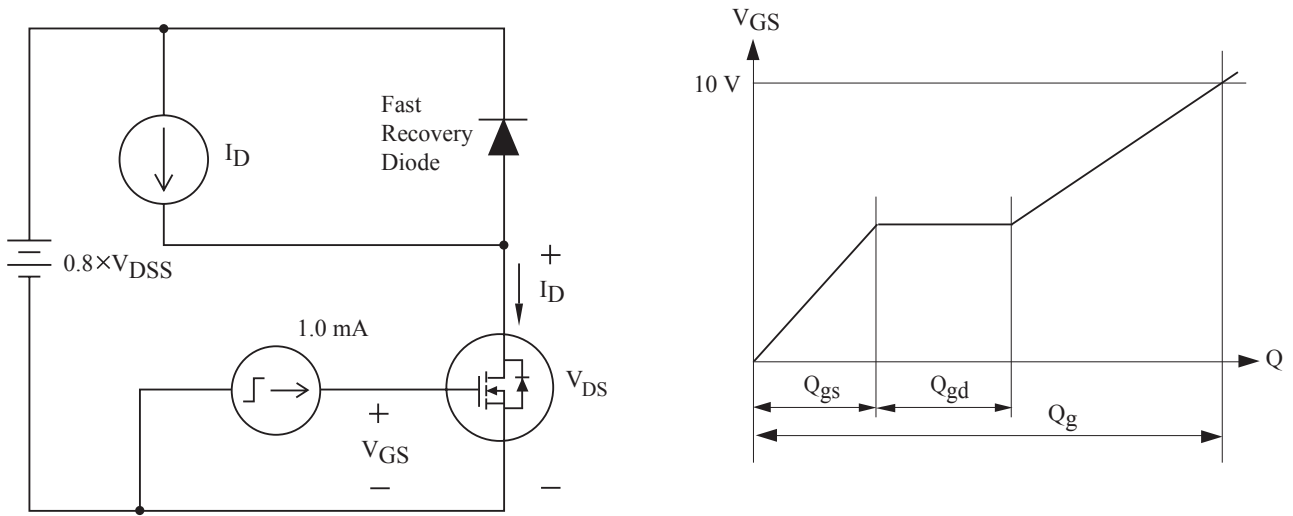 Fast
Recovery
Diode
I_D
0.8×V_DSS
+
I_D
1.0 mA
+
V_GS
−
V_DS
−
V_GS
10 V
Q
Q_gs
Q_gd
Q_g